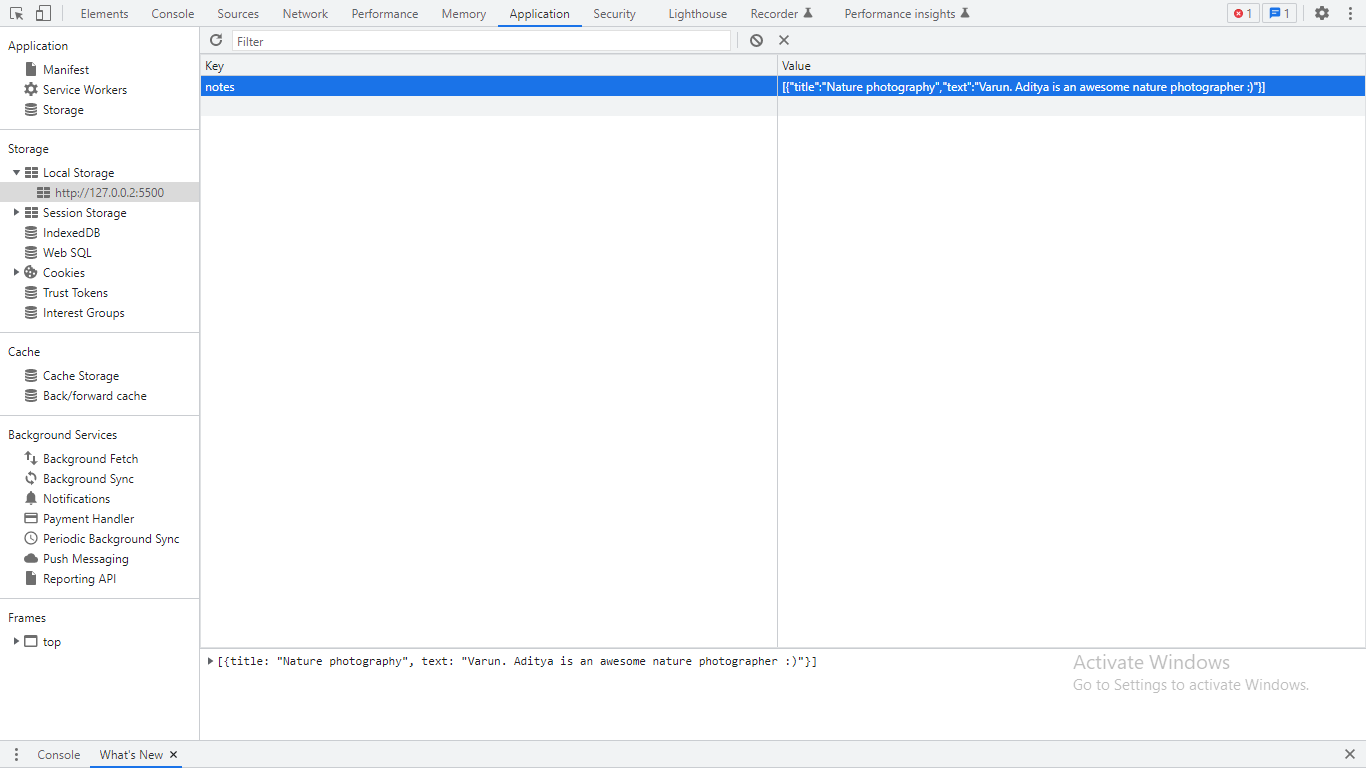 Elements Console Sources Network Performance Memory Application Security Lighthouse Recorder Performance insights 1 1
Application
Manifest
Service Workers
Storage
Storage
Local Storage
http://127.0.0.2:5500
Session Storage
IndexedDB
Web SQL
Cookies
Trust Tokens
Interest Groups
Cache
Cache Storage
Back/forward cache
Background Services
Background Fetch
Background Sync
Notifications
Payment Handler
Periodic Background Sync
Push Messaging
Reporting API
Frames
top
Filter
Key Value
notes [{"title":"Nature photography","text":"Varun. Aditya is an awesome nature photographer :)"}]
[{title: "Nature photography", text: "Varun. Aditya is an awesome nature photographer :)"}]
Activate Windows
Go to Settings to activate Windows.
Console What's New